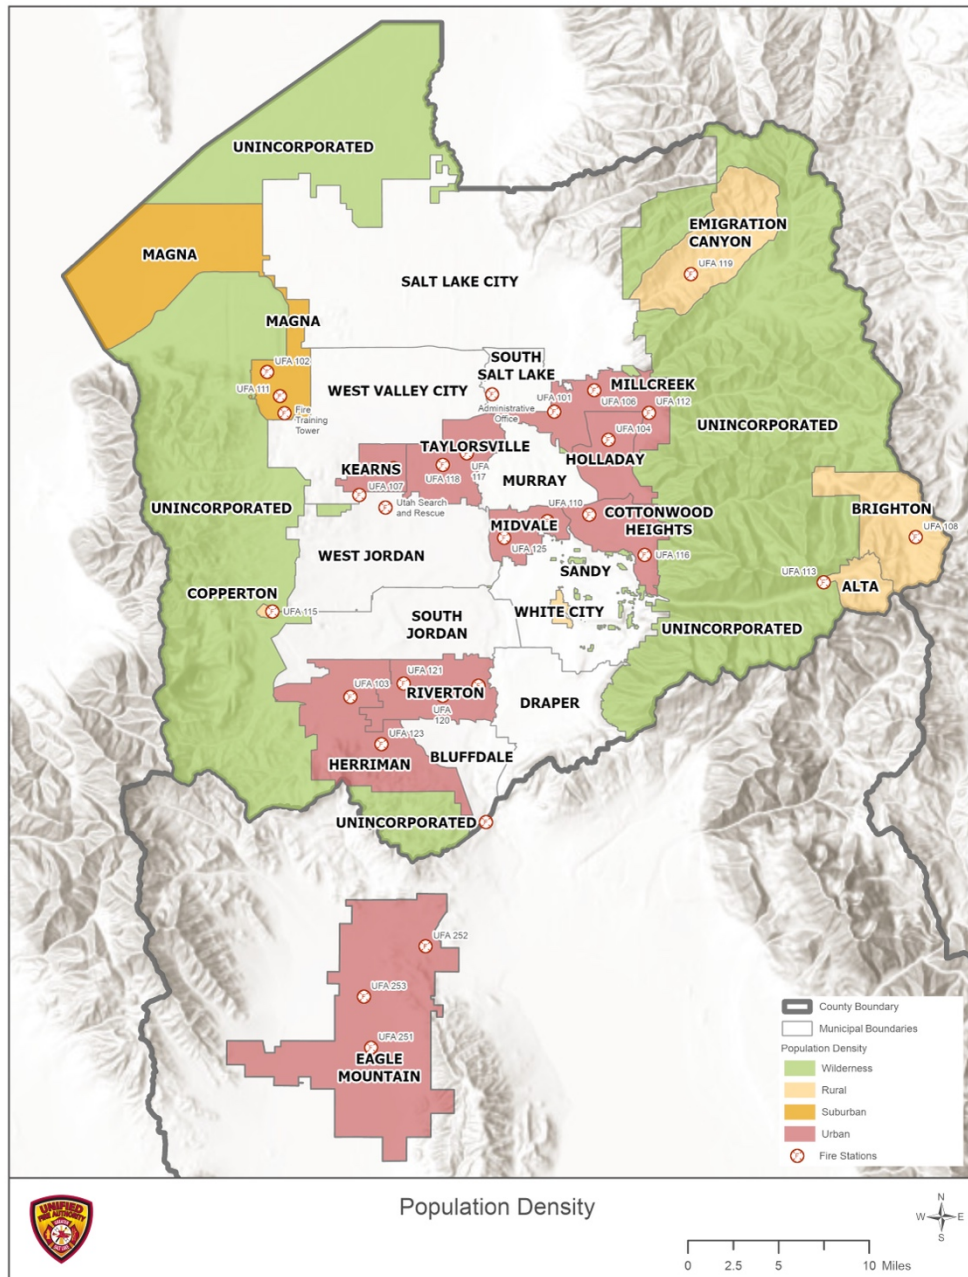 UNINCORPORATED
EMIGRATION
CANYON
UFA 119
MAGNA
SALT LAKE CITY
MAGNA
UFA 102
UFA 111
Fire
Training
Tower
WEST VALLEY CITY
SOUTH
SALT LAKE
Administrative
Office
UFA 101
MILLCREEK
UFA 106
UFA 112
UFA 104
HOLLADAY
UNINCORPORATED
TAYLORSVILLE
UFA
117
UFA 118
KEARNS
UFA 107
Utah Search
and Rescue
MURRAY
UNINCORPORATED
UFA 110
COTTONWOOD
HEIGHTS
MIDVALE
UFA 125
UFA 116
BRIGHTON
UFA 108
WEST JORDAN
SANDY
UFA 113
ALTA
COPPERTON
UFA 115
WHITE CITY
SOUTH
JORDAN
UNINCORPORATED
UFA 103
UFA 121
RIVERTON
UFA
120
DRAPER
UFA 123
HERRIMAN
BLUFFDALE
UNINCORPORATED
UFA 252
UFA 253
UFA 251
EAGLE
MOUNTAIN
County Boundary
Municipal Boundaries
Population Density
Wilderness
Rural
Suburban
Urban
Fire Stations
UNIFIED
FIRE AUTHORITY
GREATER
SALT LAKE
Population Density
N
W
E
S
0 2.5 5 10 Miles